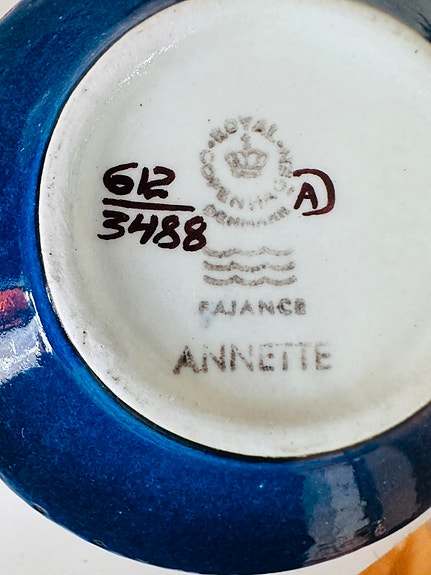 ROYAL COPENHAGEN
DENMARK
612
3488
A
FAJANCE
ANNETTE